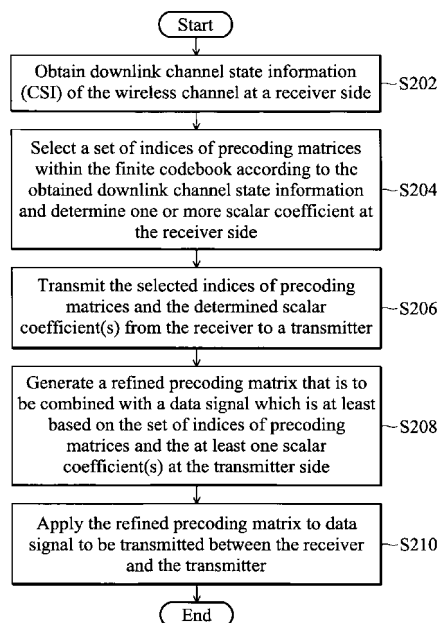 Start
Obtain downlink channel state information
(CSI) of the wireless channel at a receiver side
S202
Select a set of indices of precoding matrices
within the finite codebook according to the
obtained downlink channel state information
and determine one or more scalar coefficient at
the receiver side
S204
Transmit the selected indices of precoding
matrices and the determined scalar
coefficient(s) from the receiver to a transmitter
S206
Generate a refined precoding matrix that is to
be combined with a data signal which is at least
based on the set of indices of precoding
matrices and the at least one scalar
coefficient(s) at the transmitter side
S208
Apply the refined precoding matrix to data
signal to be transmitted between the receiver
and the transmitter
S210
End